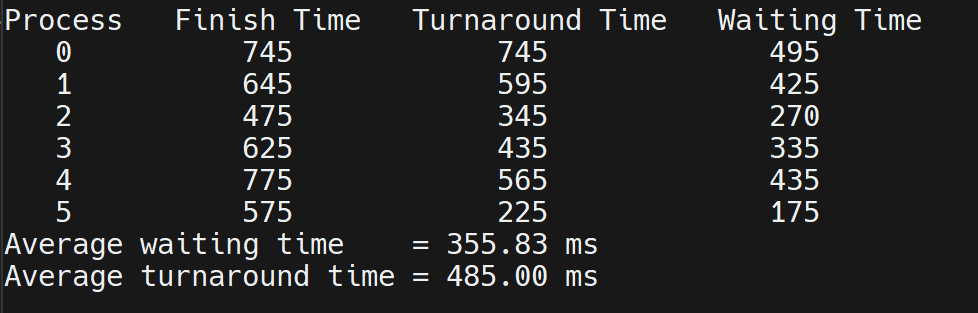 Process   Finish Time   Turnaround Time   Waiting Time
   0          745            745             495
   1          645            595             425
   2          475            345             270
   3          625            435             335
   4          775            565             435
   5          575            225             175
Average waiting time    = 355.83 ms
Average turnaround time = 485.00 ms